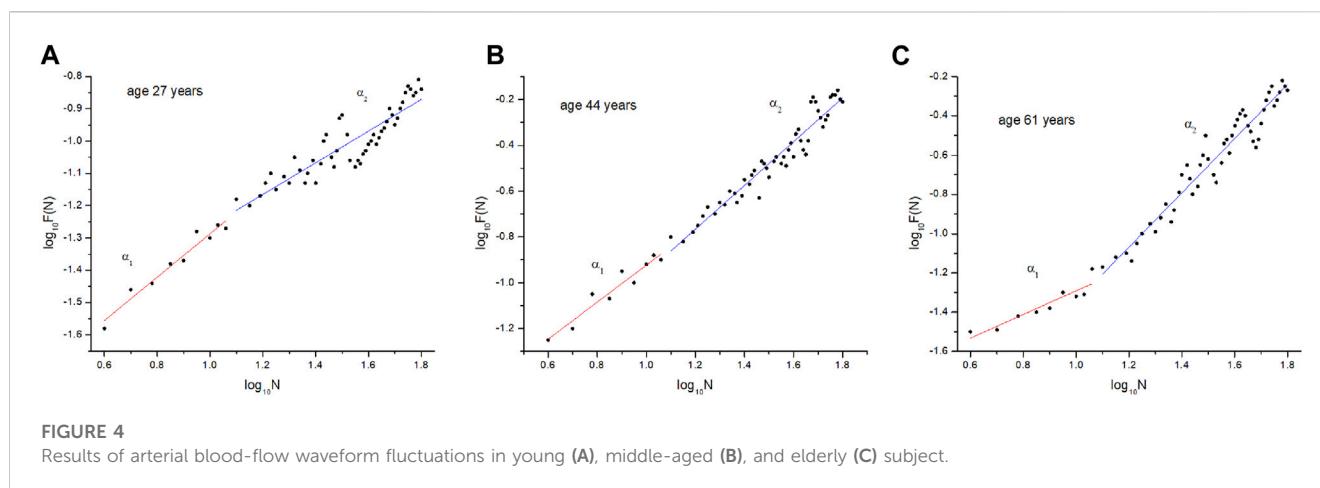 A
age 27 years
α2
α1
-0.8
-0.9
-1.0
-1.1
-1.2
-1.3
-1.4
-1.5
-1.6
log10F(N)
0.6 0.8 1.0 1.2 1.4 1.6 1.8
log10N
B
age 44 years
α2
α1
-0.2
-0.4
-0.6
-0.8
-1.0
-1.2
log10F(N)
0.6 0.8 1.0 1.2 1.4 1.6 1.8
log10N
C
age 61 years
α2
α1
-0.2
-0.4
-0.6
-0.8
-1.0
-1.2
-1.4
-1.6
log10F(N)
0.6 0.8 1.0 1.2 1.4 1.6 1.8
log10N
FIGURE 4
Results of arterial blood-flow waveform fluctuations in young (A), middle-aged (B), and elderly (C) subject.